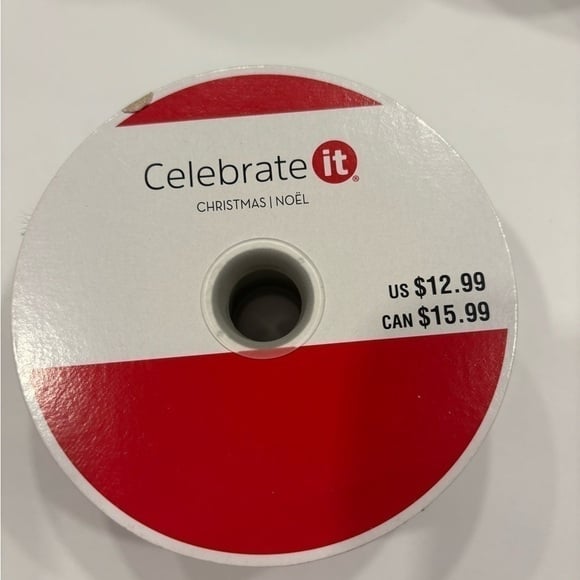 Celebrate it®
CHRISTMAS | NOËL
US $12.99
CAN $15.99